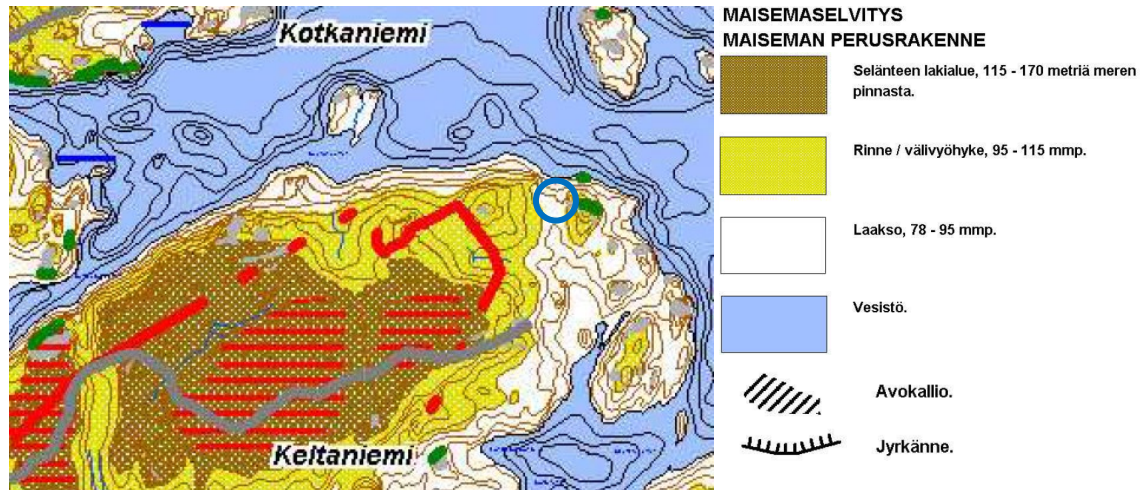 Kotkaniemi
Keltaniemi
MAISEMASELVITYS
MAISEMAN PERUSRAKENNE
Selänteen lakialue, 115 - 170 metriä meren
pinnasta.
Rinne / välivyöhyke, 95 - 115 mmp.
Laakso, 78 - 95 mmp.
Vesistö.
Avokallio.
Jyrkänne.